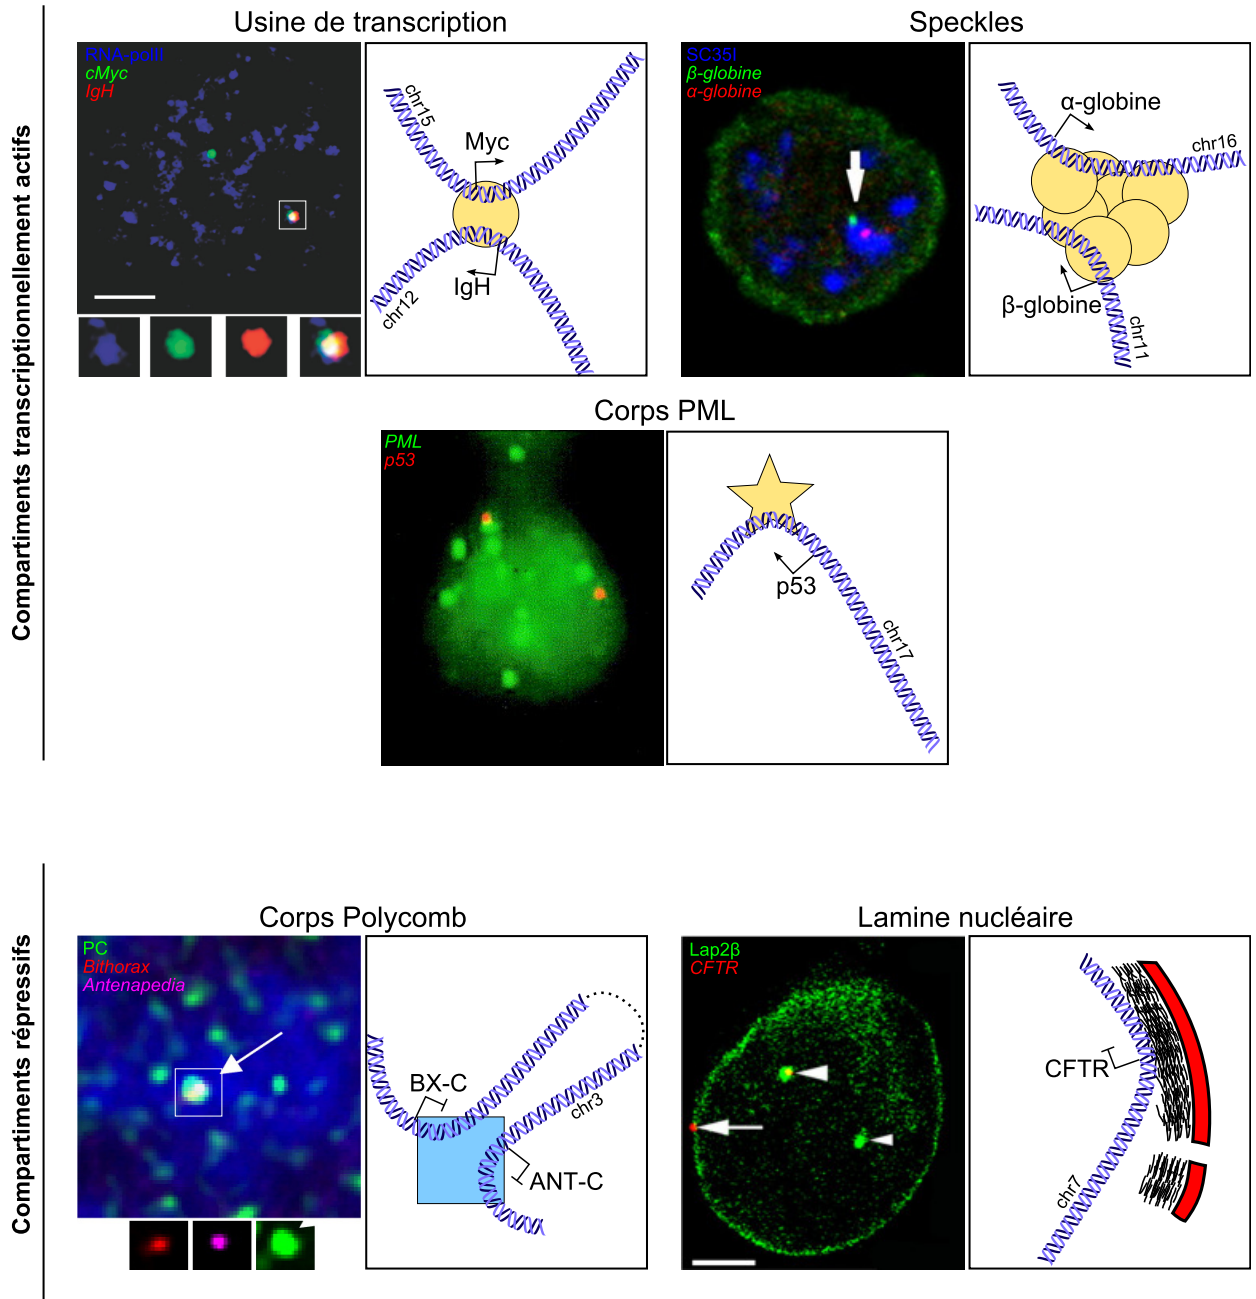 Compartiments transcriptionnellement actifs
Usine de transcription
RNA-polII
cMyc
IgH
chr15
Myc
IgH
chr12
Speckles
SC35I
β-globine
α-globine
α-globine
chr16
β-globine
chr11
Corps PML
PML
p53
p53
chr17
Compartiments répressifs
Corps Polycomb
PC
Bithorax
Antenapedia
BX-C
chr3
ANT-C
Lamine nucléaire
Lap2β
CFTR
CFTR
chr7